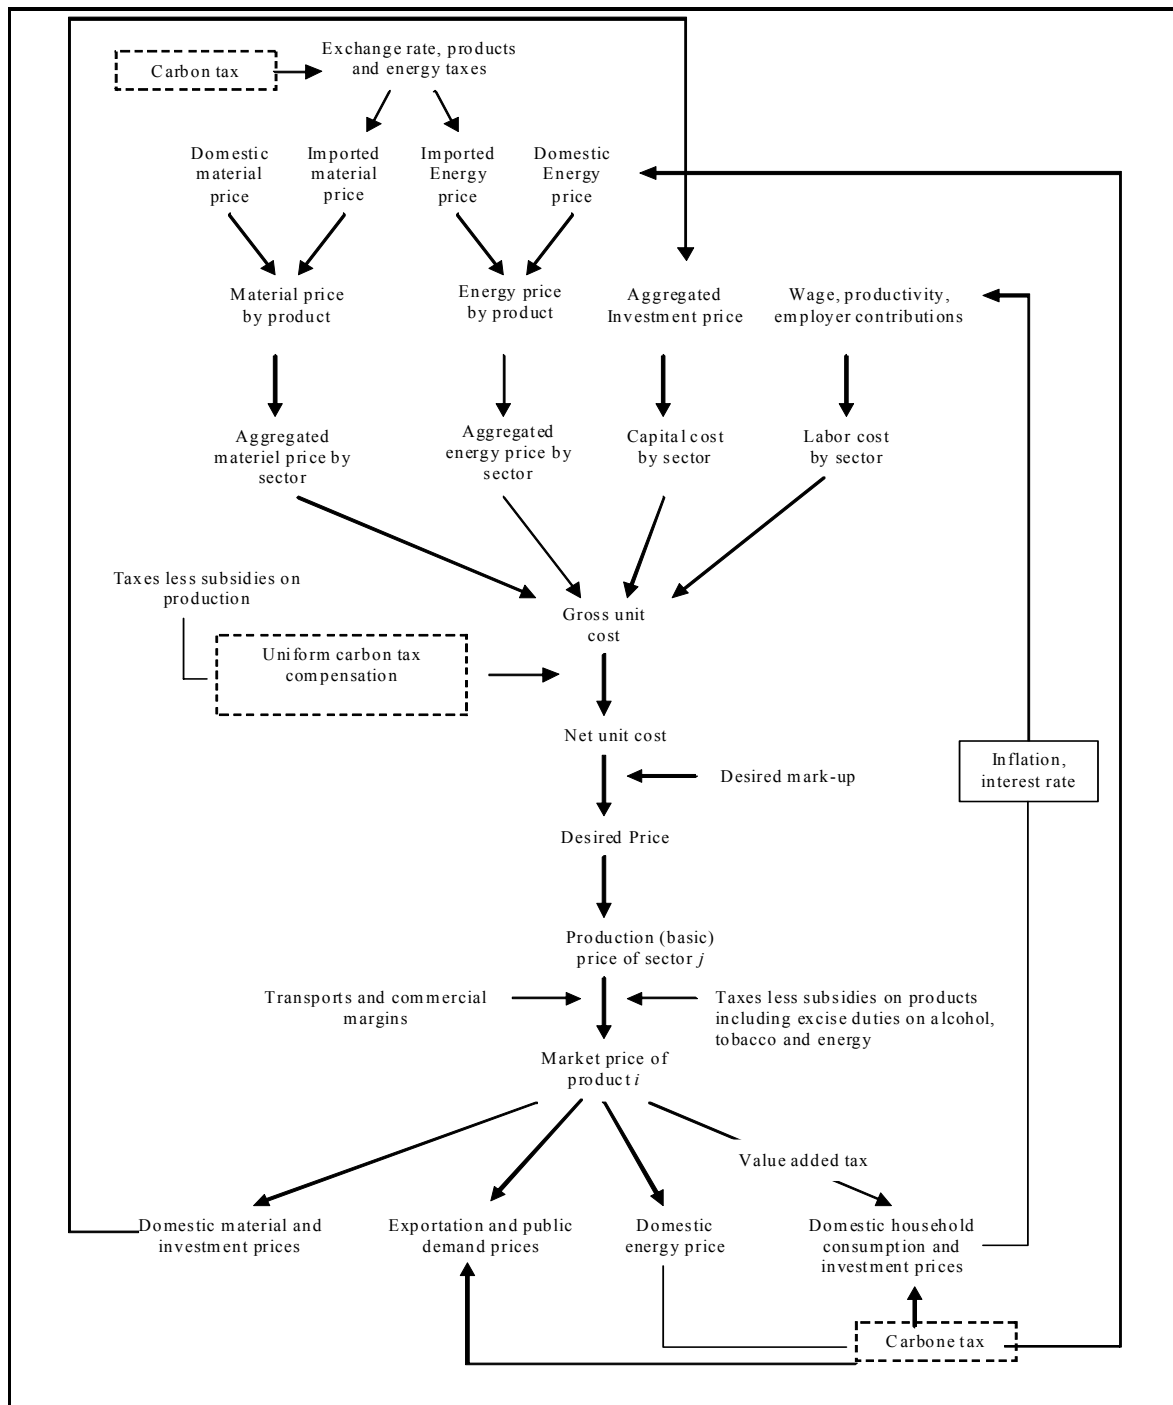 Exchange rate, products
and energy taxes
Carbon tax
Domestic
material
price
Imported
material
price
Imported
Energy
price
Domestic
Energy
price
Material price
by product
Energy price
by product
Aggregated
Investment price
Wage, productivity,
employer contributions
Aggregated
materiel price by
sector
Aggregated
energy price by
sector
Capital cost
by sector
Labor cost
by sector
Taxes less subsidies on
production
Gross unit
cost
Uniform carbon tax
compensation
Net unit cost
Inflation,
interest rate
Desired mark-up
Desired Price
Production (basic)
price of sector j
Transports and commercial
margins
Taxes less subsidies on products
including excise duties on alcohol,
tobacco and energy
Market price of
product i
Value added tax
Domestic material and
investment prices
Exportation and public
demand prices
Domestic
energy price
Domestic household
consumption and
investment prices
Carbone tax